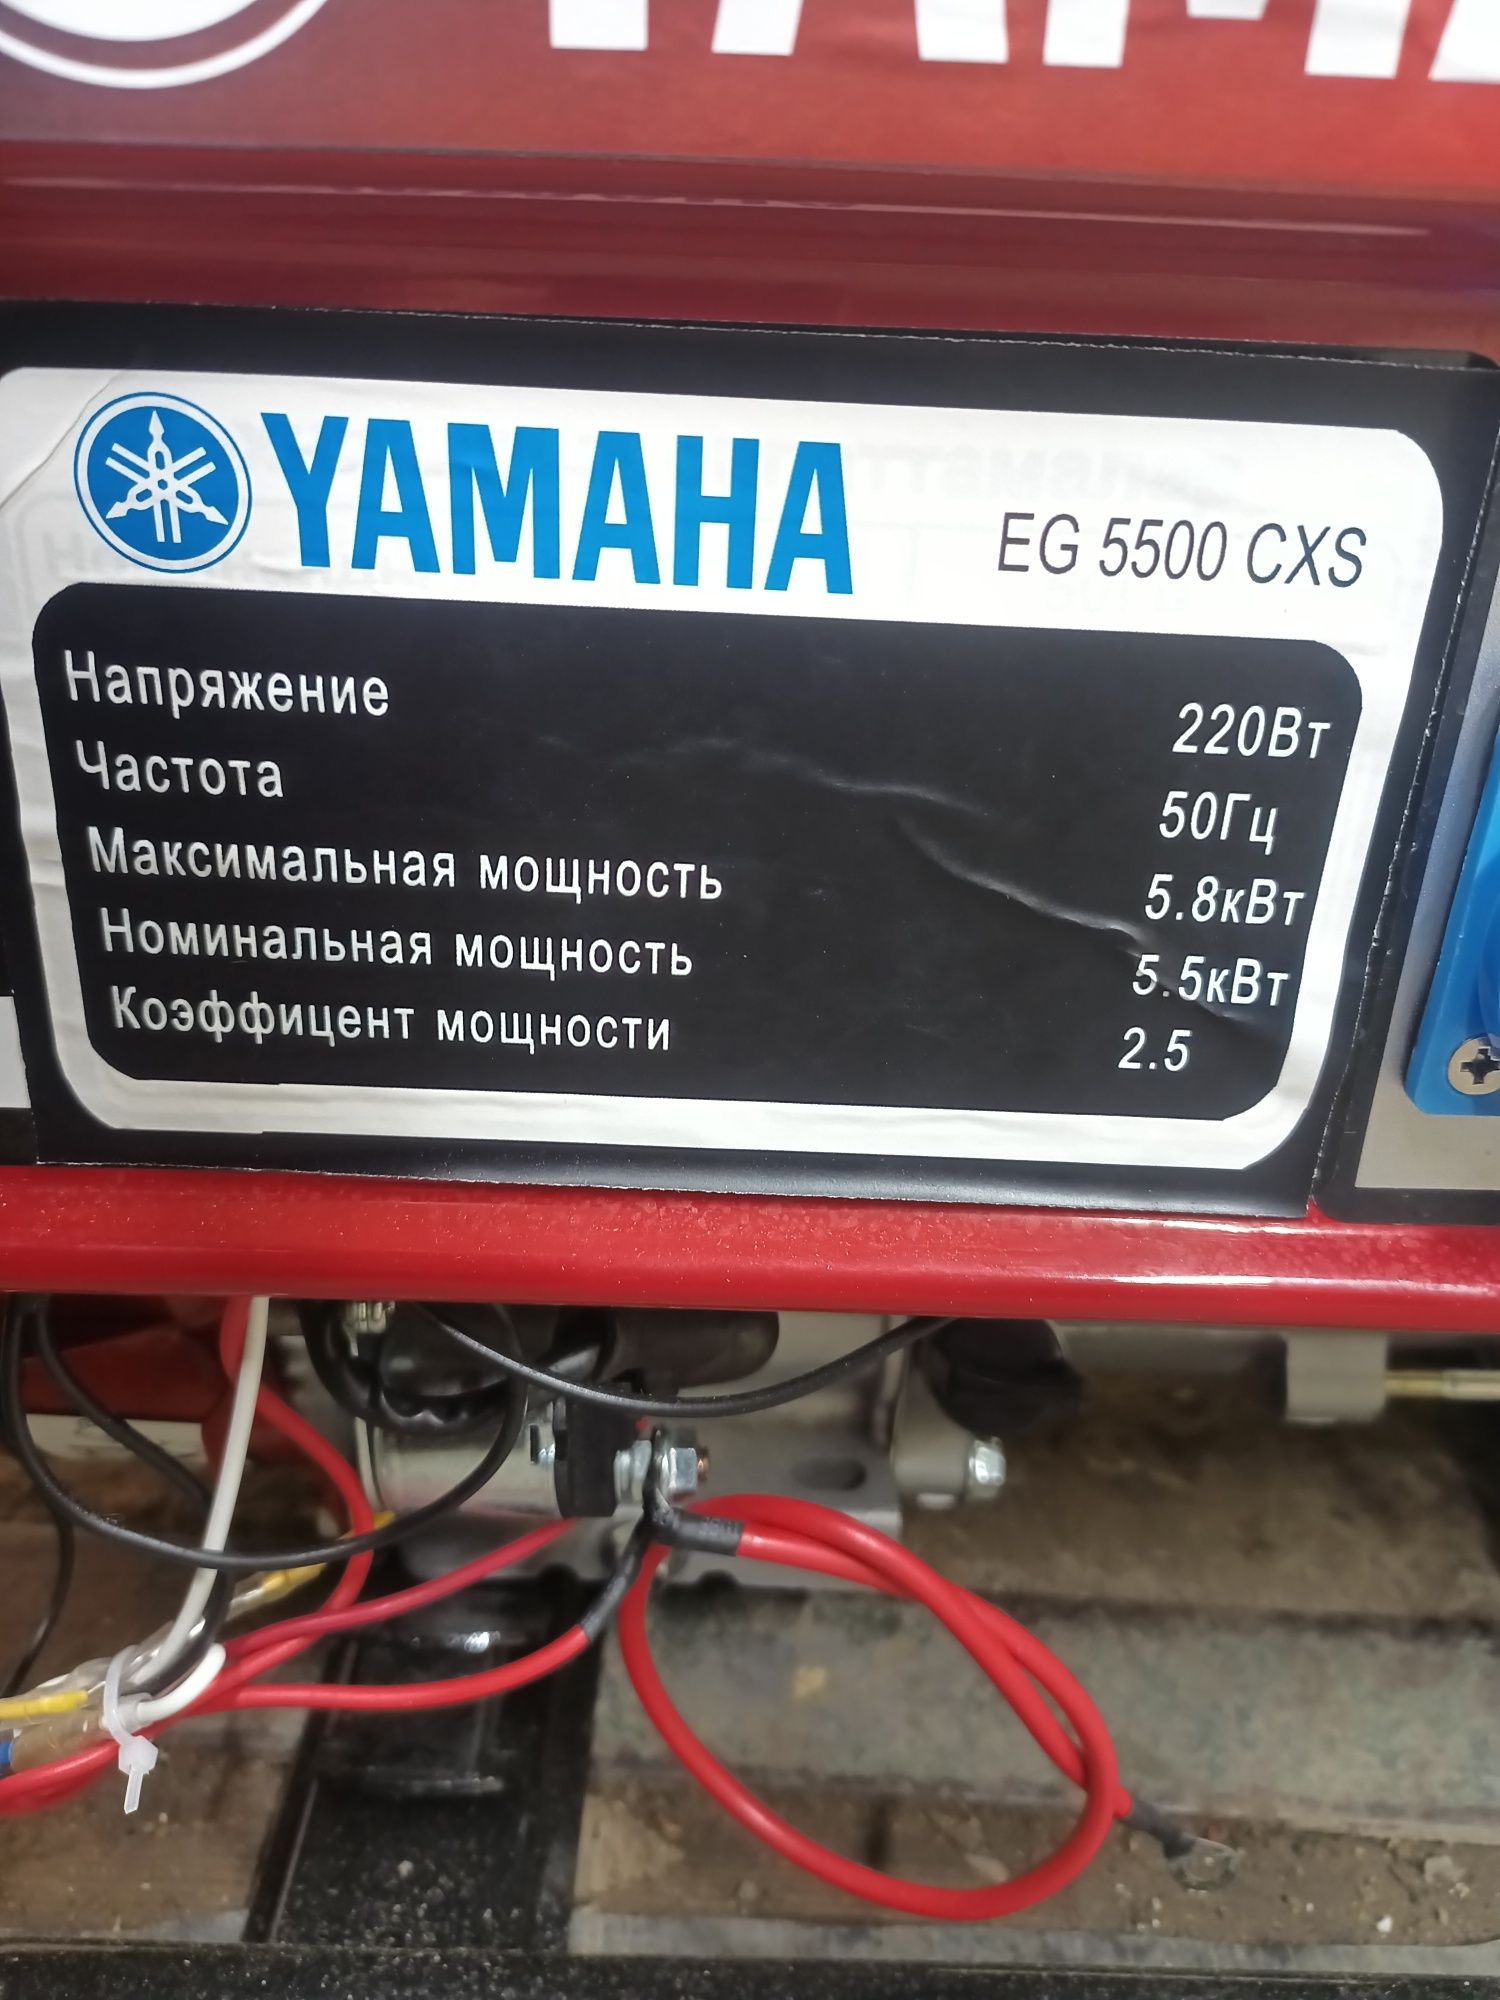 YAMAHA
EG 5500 CXS
Напряжение 220Вт
Частота 50Гц
Максимальная мощность 5.8кВт
Номинальная мощность 5.5кВт
Коэффицент мощности 2.5